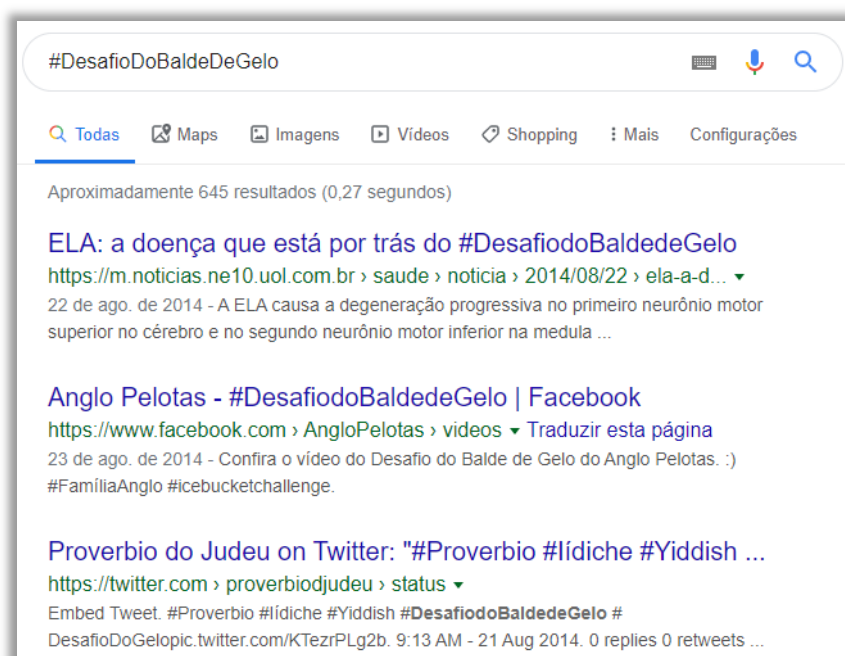 #DesafioDoBaldeDeGelo
Todas Maps Imagens Vídeos Shopping Mais Configurações
Aproximadamente 645 resultados (0,27 segundos)
ELA: a doença que está por trás do #DesafiodoBaldedeGelo
https://m.noticias.ne10.uol.com.br › saude › noticia › 2014/08/22 › ela-a-d...
22 de ago. de 2014 - A ELA causa a degeneração progressiva no primeiro neurônio motor
superior no cérebro e no segundo neurônio motor inferior na medula ...
Anglo Pelotas - #DesafiodoBaldedeGelo | Facebook
https://www.facebook.com › AngloPelotas › videos Traduzir esta página
23 de ago. de 2014 - Confira o vídeo do Desafio do Balde de Gelo do Anglo Pelotas. :)
#FamíliaAnglo #icebucketchallenge.
Proverbio do Judeu on Twitter: "#Proverbio #Iídiche #Yiddish ...
https://twitter.com › proverbiodjudeu › status
Embed Tweet. #Proverbio #Iídiche #Yiddish #DesafiodoBaldedeGelo #
DesafioDoGelopic.twitter.com/KTezrPLg2b. 9:13 AM - 21 Aug 2014. 0 replies 0 retweets ...